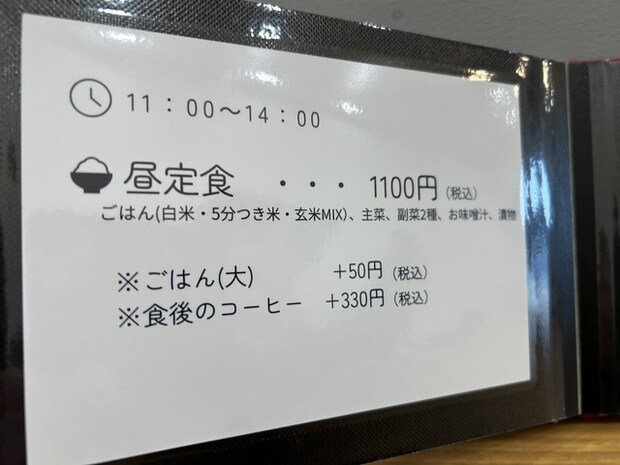 11：00～14：00
昼定食 ・・・ 1100円(税込)
ごはん(白米・5分つき米・玄米MIX)、主菜、副菜2種、お味噌汁、漬物
※ごはん(大) ＋50円(税込)
※食後のコーヒー ＋330円(税込)